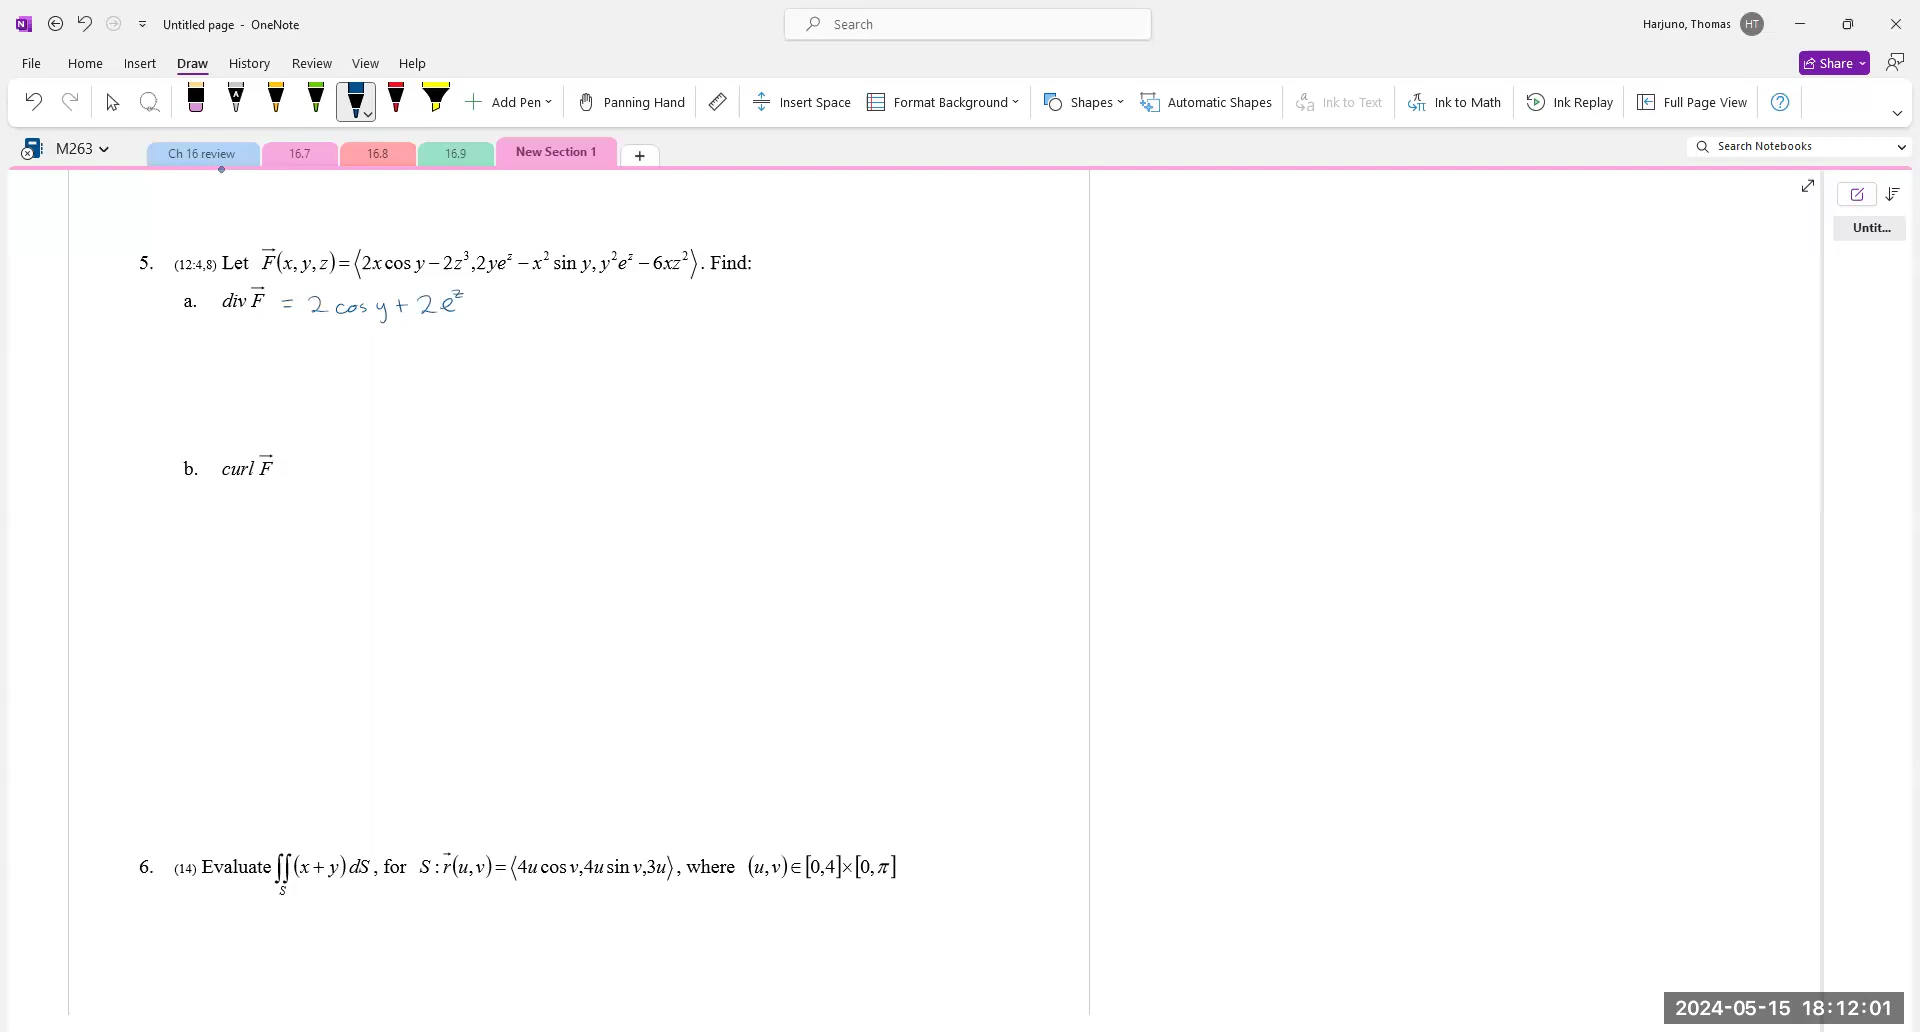 Untitled page - OneNote
Search
Harjuno, Thomas HT
File Home Insert Draw History Review View Help
Share
Add Pen Panning Hand Insert Space Format Background Shapes Automatic Shapes Ink to Text Ink to Math Ink Replay Full Page View
M263 Ch 16 review 16.7 16.8 16.9 New Section 1 +
Search Notebooks
Untit...
5. (12:4,8) Let F⃗(x, y, z) = ⟨2x cos y − 2z³, 2ye^z − x² sin y, y²e^z − 6xz²⟩. Find:
a. div F⃗ = 2 cos y + 2e^z
b. curl F⃗
6. (14) Evaluate ∬_S (x + y) dS, for S : r⃗(u, v) = ⟨4u cos v, 4u sin v, 3u⟩, where (u, v) ∈ [0,4]×[0, π]
2024-05-15 18:12:01